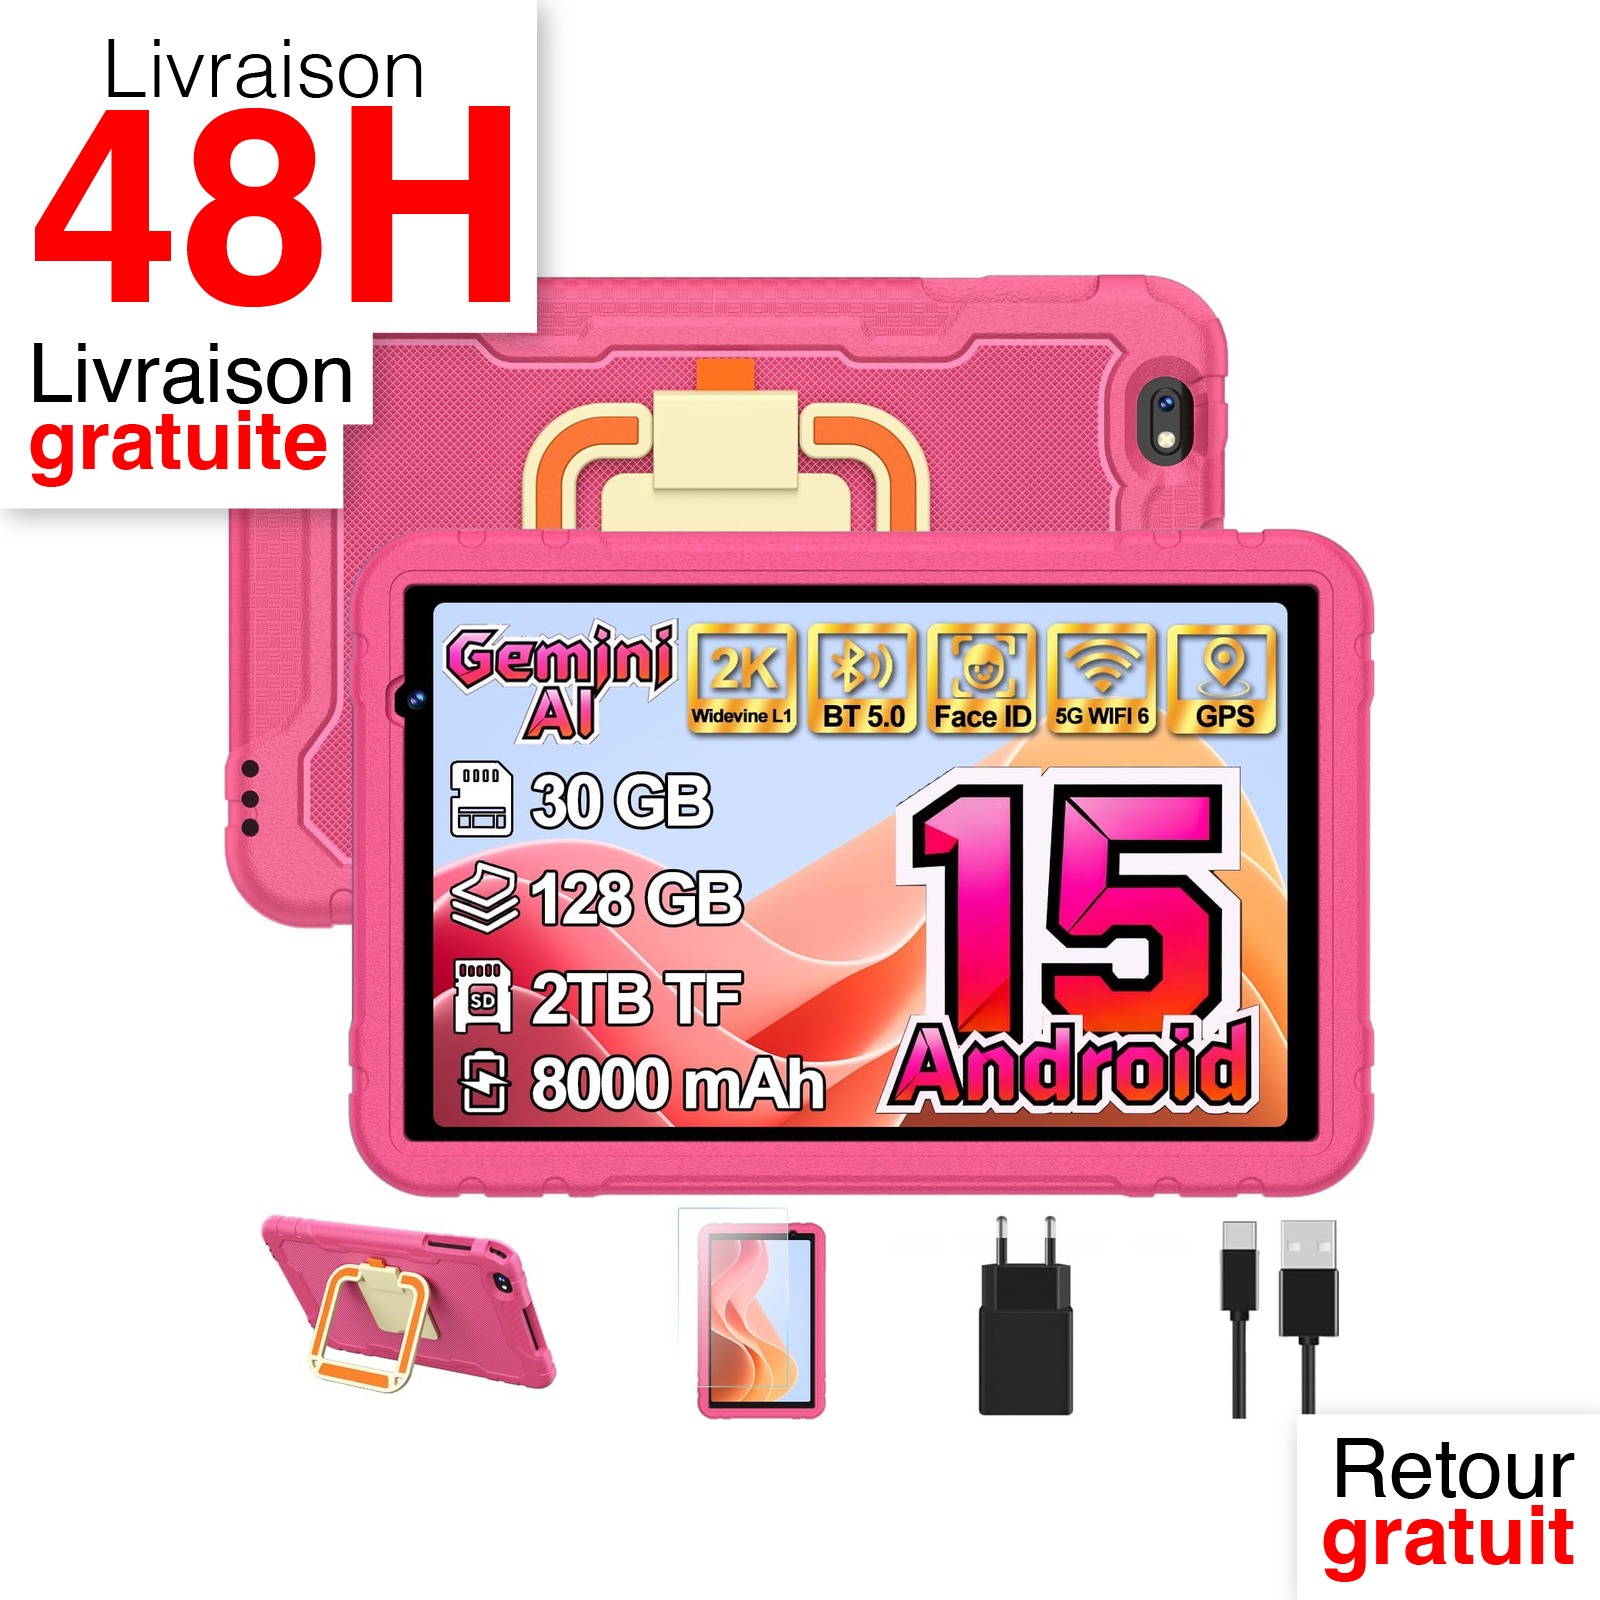 Livraison
48H
Livraison
gratuite
Gemini
AI
2K
Widevine L1
BT 5.0
Face ID
5G WIFI 6
GPS
30 GB
128 GB
SD
2TB TF
8000 mAh
15
Android
Retour
gratuit